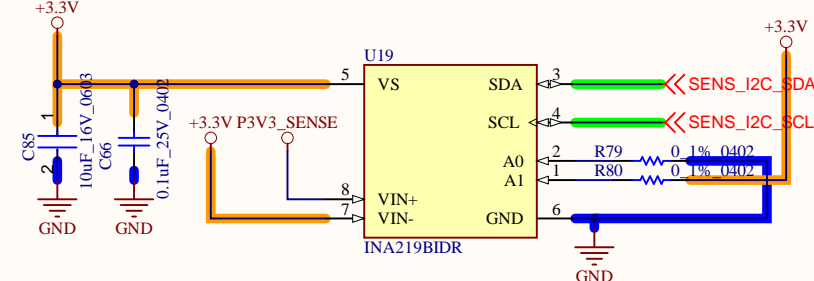 +3.3V
+3.3V
U19
5 VS
SDA 3 SENS_I2C_SDA
1
C85
2
10uF_16V_0603
C66
0.1uF_25V_0402
+3.3V P3V3_SENSE
SCL 4 SENS_I2C_SCL
A0 2 R79 0_1%_0402
A1 1 R80 0_1%_0402
8 VIN+
7 VIN-
GND 6
GND
GND
INA219BIDR
GND